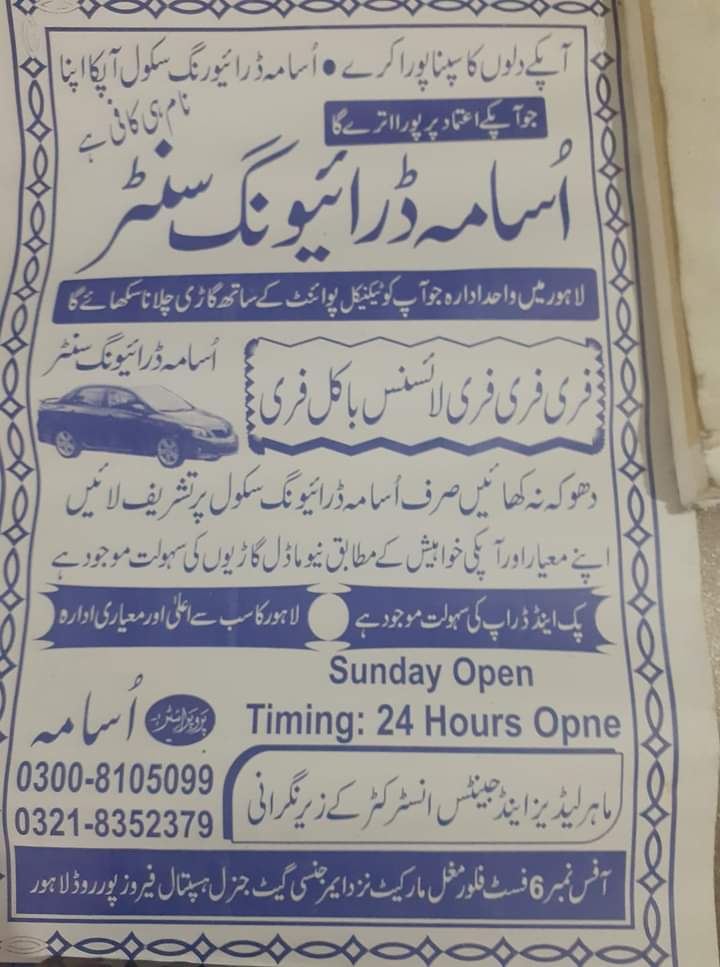 آپکے دلوں کا سپنا پورا کرے • اُسامہ ڈرائیورنگ سکول آپکا اپنا
نام ہی کافی ہے
جو آپکے اعتماد پر پورا اترے گا
اُسامہ ڈرائیونگ سنٹر
لاہور میں واحد ادارہ جو آپ کو ٹیکنیکل پوائنٹ کے ساتھ گاڑی چلانا سکھائے گا
اُسامہ ڈرائیونگ سنٹر
فری فری فری لائسنس باکل فری
دھوکہ نہ کھائیں صرف اُسامہ ڈرائیونگ سکول پر تشریف لائیں
اپنے معیار اور آپکی خواہیش کے مطابق نیو ماڈل گاڑیوں کی سہولت موجود ہے
پک اینڈ ڈراپ کی سہولت موجود ہے
لاہور کا سب سے اعلیٰ اور معیاری ادارہ
Sunday Open
Timing: 24 Hours Opne
پروپرائیٹر:۔ اُسامہ
0300-8105099
0321-8352379
ماہر لیڈیز اینڈ جینٹس انسٹرکٹر کے زیر نگرانی
آفس نمبر 6 فسٹ فلور مغل مارکیٹ نزد ایمرجنسی گیٹ جنرل ہسپتال فیروز پور روڈ لاہور